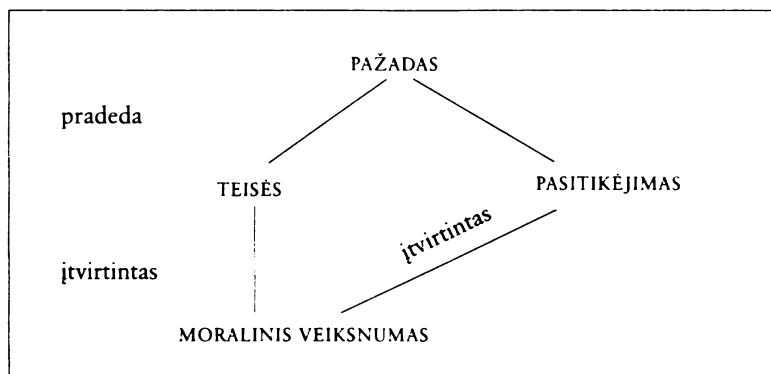 PAŽADAS
pradeda
TEISĖS
PASITIKĖJIMAS
įtvirtintas
įtvirtintas
MORALINIS VEIKSNUMAS